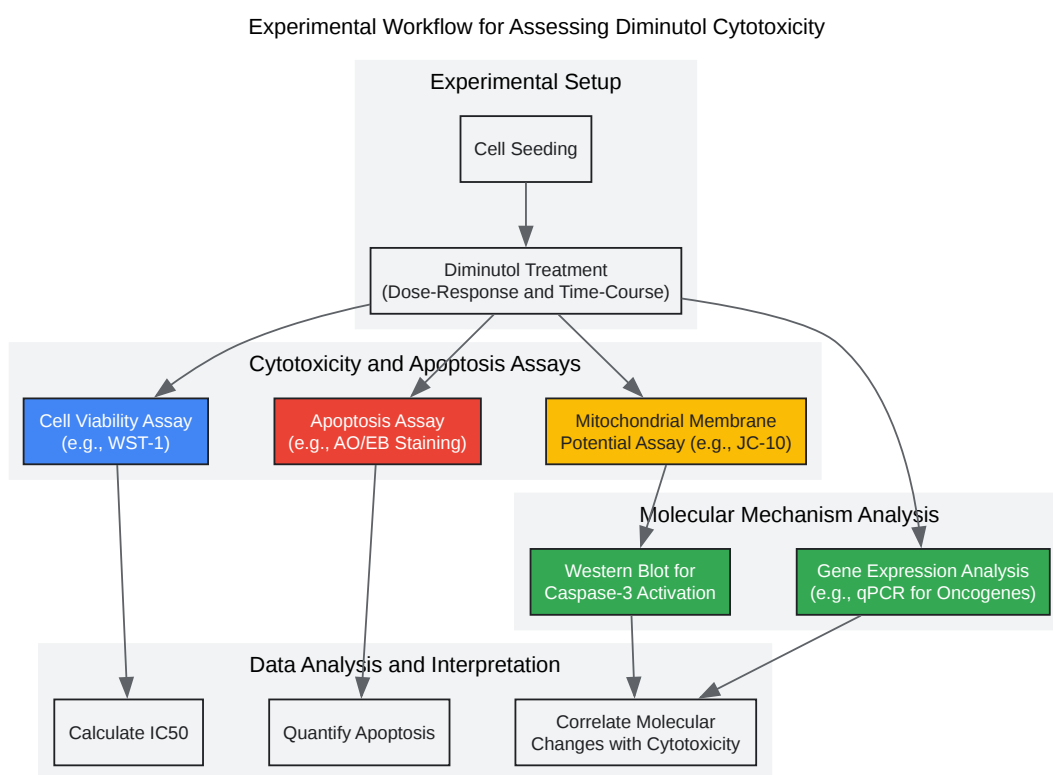 Experimental Workflow for Assessing Diminutol Cytotoxicity
Experimental Setup
Cell Seeding
Diminutol Treatment
(Dose-Response and Time-Course)
Cytotoxicity and Apoptosis Assays
Cell Viability Assay
(e.g., WST-1)
Apoptosis Assay
(e.g., AO/EB Staining)
Mitochondrial Membrane
Potential Assay (e.g., JC-10)
Molecular Mechanism Analysis
Western Blot for
Caspase-3 Activation
Gene Expression Analysis
(e.g., qPCR for Oncogenes)
Data Analysis and Interpretation
Calculate IC50
Quantify Apoptosis
Correlate Molecular
Changes with Cytotoxicity